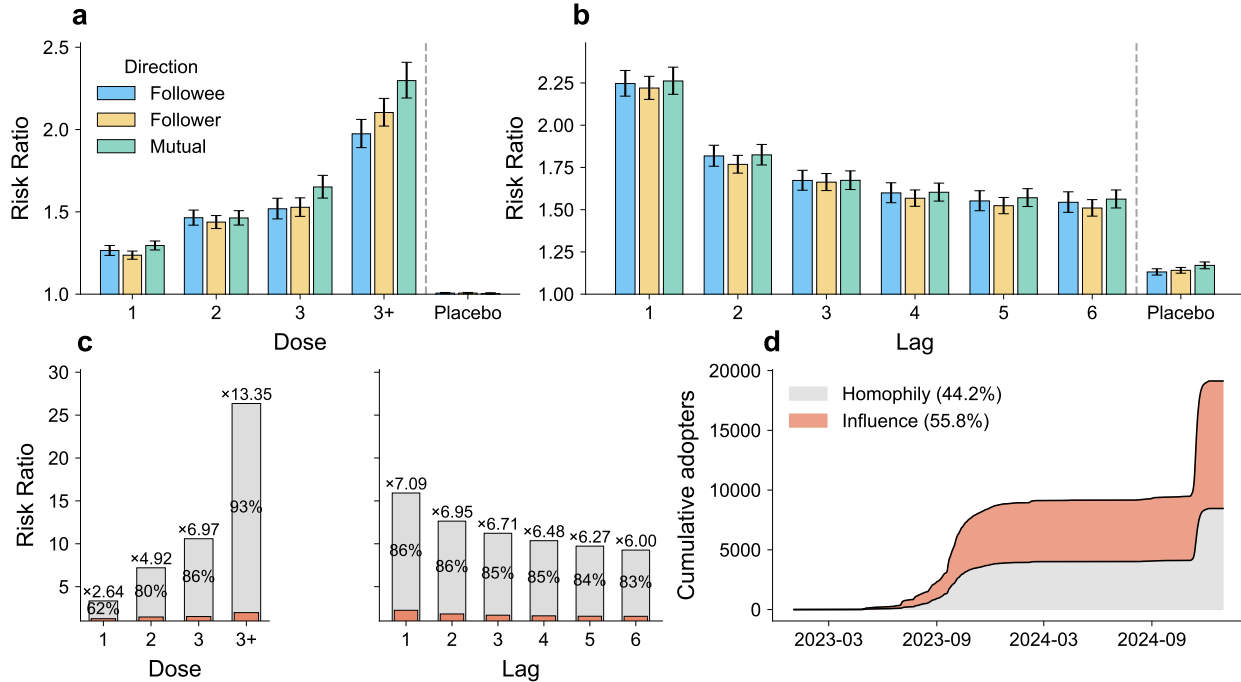 a
2.5
2.0
1.5
1.0
Risk Ratio
Direction
Followee
Follower
Mutual
1 2 3 3+ Placebo
Dose
b
2.25
2.00
1.75
1.50
1.25
1.00
Risk Ratio
1 2 3 4 5 6 Placebo
Lag
c
30
25
20
15
10
5
Risk Ratio
×2.64 ×4.92 ×6.97 ×13.35
62% 80% 86% 93%
1 2 3 3+
Dose
×7.09 ×6.95 ×6.71 ×6.48 ×6.27 ×6.00
86% 86% 85% 85% 84% 83%
1 2 3 4 5 6
Lag
d
20000
15000
10000
5000
0
Cumulative adopters
Homophily (44.2%)
Influence (55.8%)
2023-03 2023-09 2024-03 2024-09